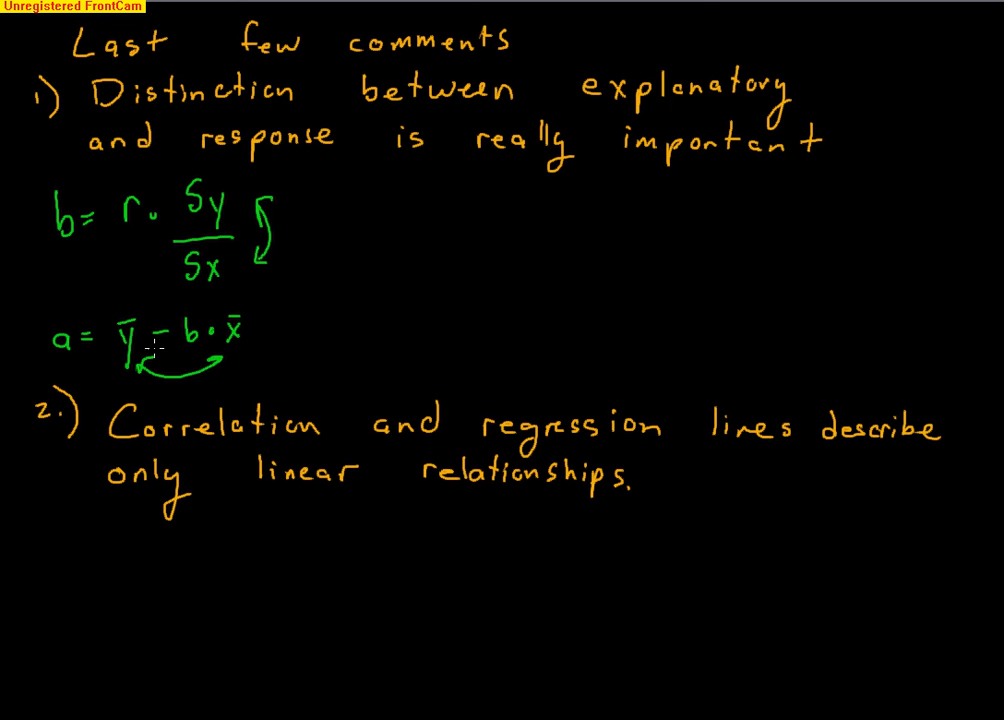 Unregistered FrontCam
Last few comments
1.) Distinction between explanatory
and response is really important
b = r · Sy
Sx
a = ȳ - b · x̄
2.) Correlation and regression lines describe
only linear relationships.